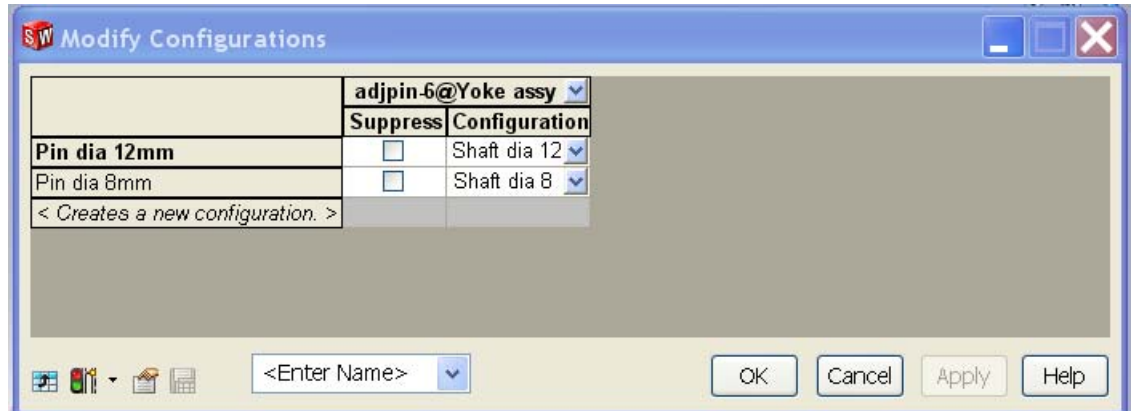 SW Modify Configurations
adjpin-6@Yoke assy
Suppress Configuration
Pin dia 12mm Shaft dia 12
Pin dia 8mm Shaft dia 8
< Creates a new configuration. >
<Enter Name> OK Cancel Apply Help